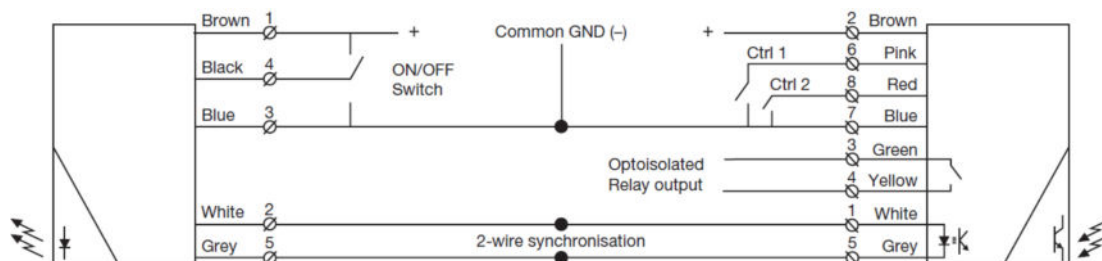 Brown 1 + Common GND (–) + 2 Brown
Ctrl 1 6 Pink
Black 4 ON/OFF
Switch
Ctrl 2 8 Red
Blue 3 7 Blue
3 Green
Optoisolated
Relay output
4 Yellow
White 2 1 White
2-wire synchronisation
Grey 5 5 Grey